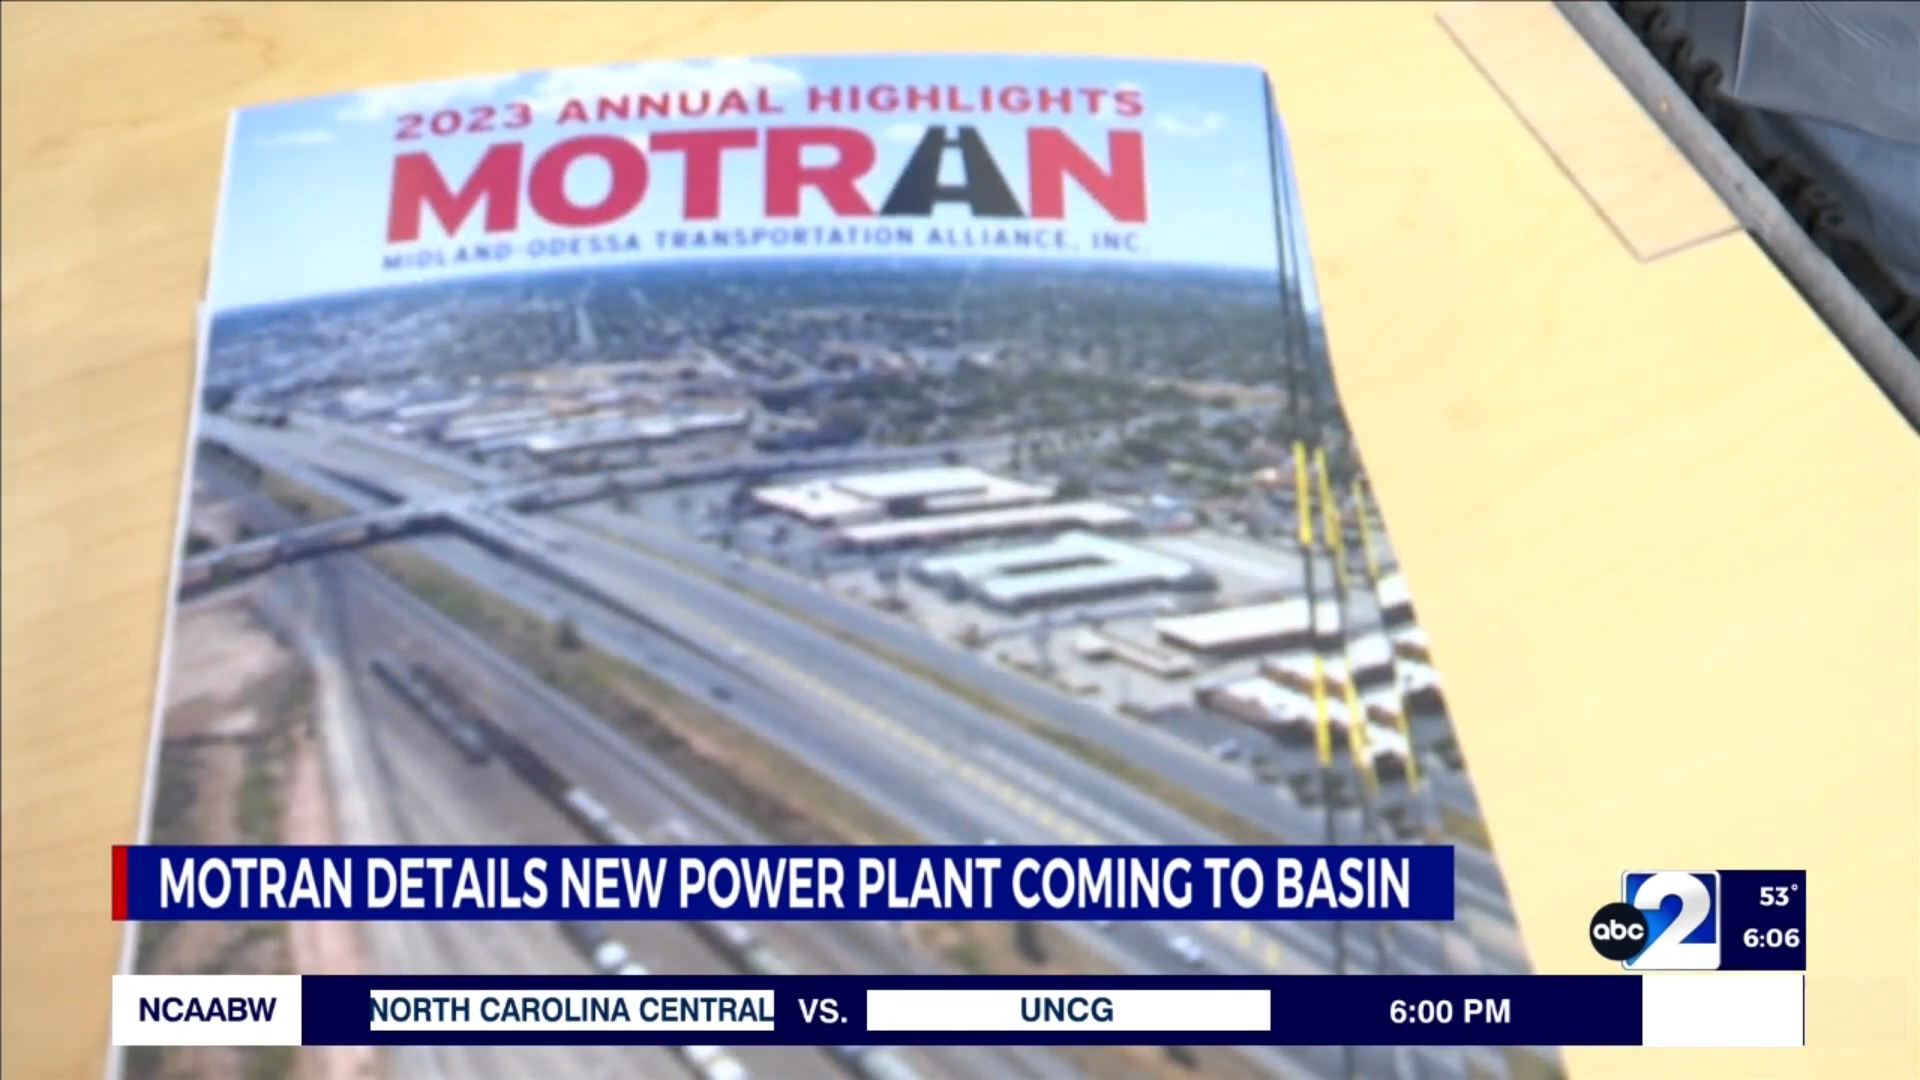 2023 ANNUAL HIGHLIGHTS
MOTRAN
MIDLAND-ODESSA TRANSPORTATION ALLIANCE, INC.
MOTRAN DETAILS NEW POWER PLANT COMING TO BASIN
abc 2
53°
6:06
NCAABW NORTH CAROLINA CENTRAL VS. UNCG 6:00 PM